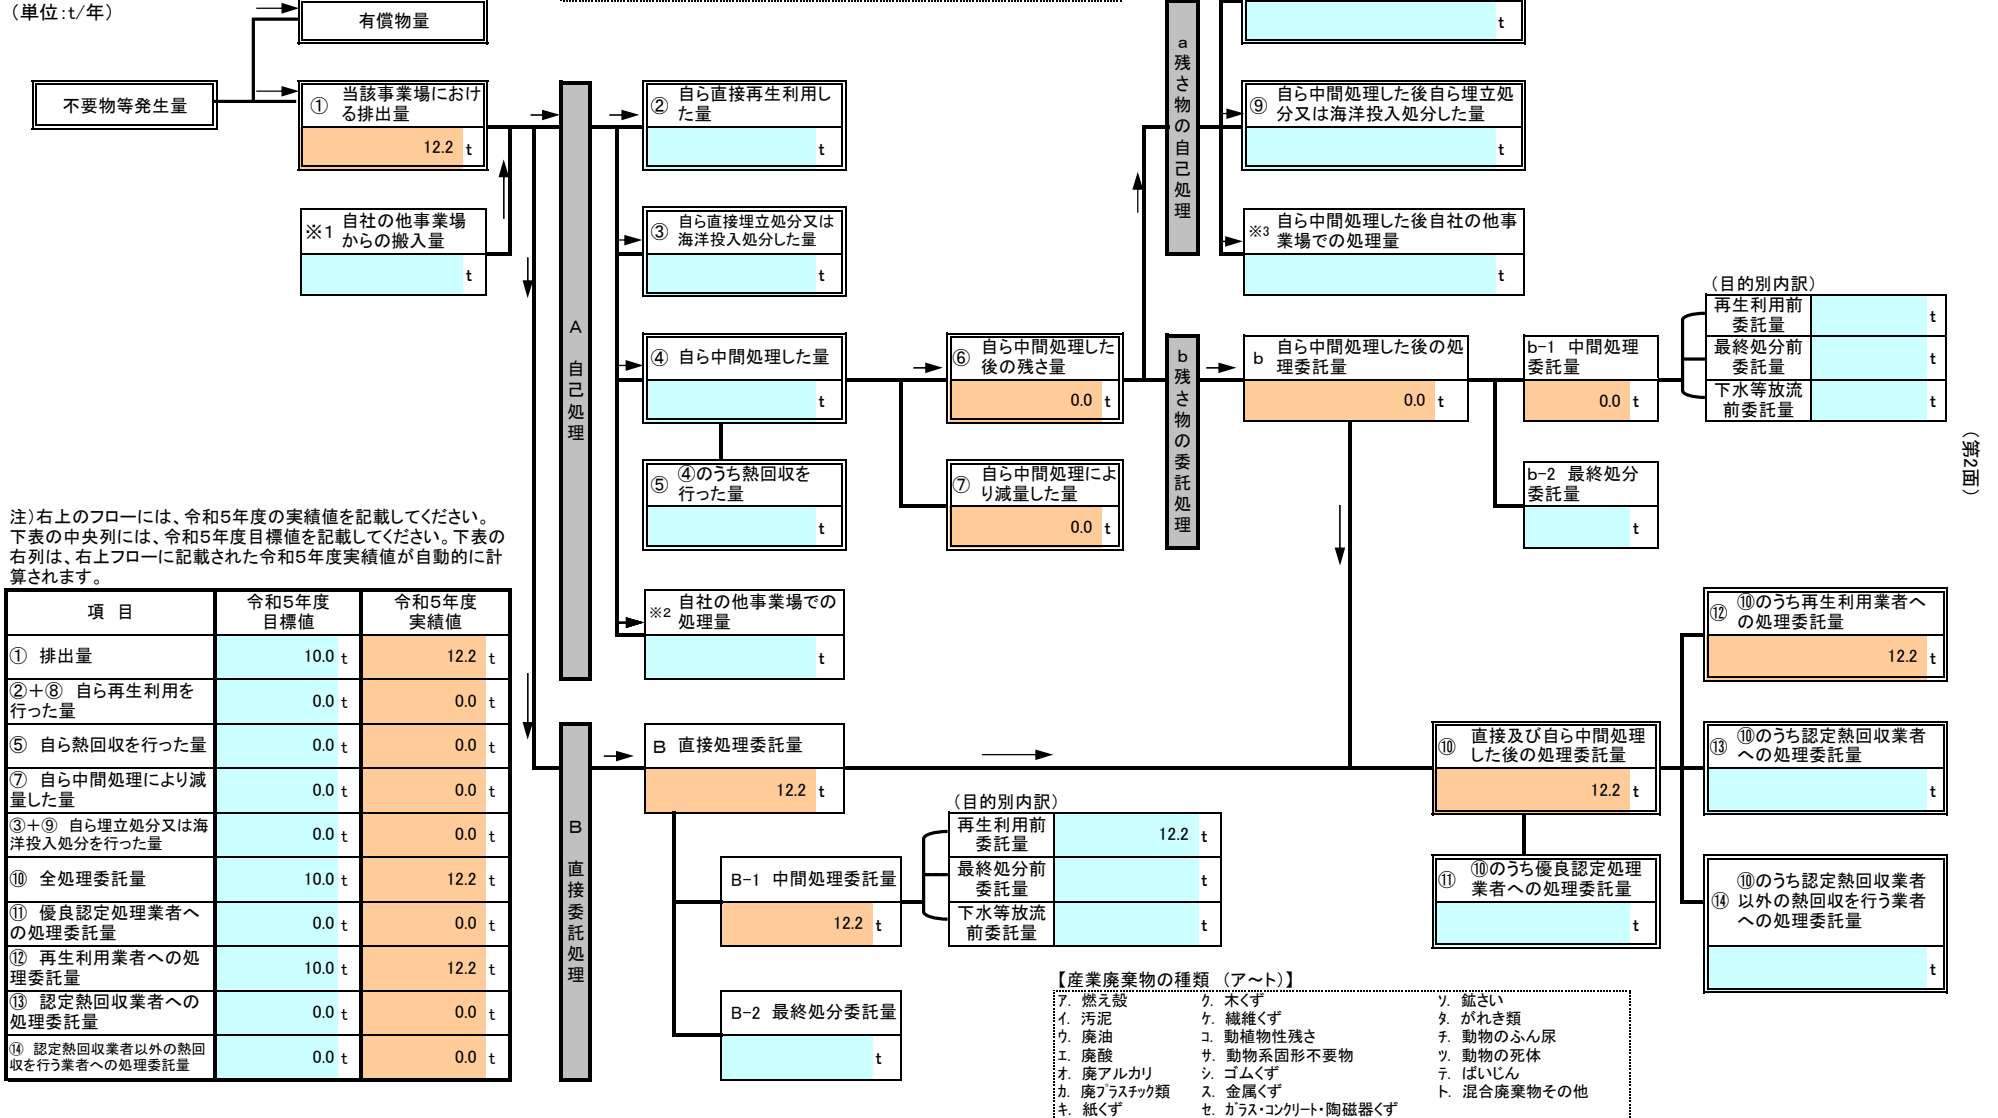 （単位：t/年）
有償物量
t
不要物等発生量
① 当該事業場におけ
る排出量
12.2 t
② 自ら直接再生利用し
た量
t
⑨ 自ら中間処理した後自ら埋立処
分又は海洋投入処分した量
t
a 残さ物の自己処理
※1 自社の他事業場
からの搬入量
t
③ 自ら直接埋立処分又は
海洋投入処分した量
t
※3 自ら中間処理した後自社の他事
業場での処理量
t
A 自己処理
④ 自ら中間処理した量
t
⑥ 自ら中間処理した
後の残さ量
0.0 t
b 残さ物の委託処理
b 自ら中間処理した後の処
理委託量
0.0 t
b-1 中間処理
委託量
0.0 t
（目的別内訳）
再生利用前
委託量 t
最終処分前
委託量 t
下水等放流
前委託量 t
（第2面）
⑤ ④のうち熱回収を
行った量
t
⑦ 自ら中間処理によ
り減量した量
0.0 t
b-2 最終処分
委託量
t
※2 自社の他事業場での
処理量
t
注）右上のフローには、令和5年度の実績値を記載してください。
下表の中央列には、令和5年度目標値を記載してください。下表の
右列は、右上フローに記載された令和5年度実績値が自動的に計
算されます。
項 目 令和5年度
目標値 令和5年度
実績値
① 排出量 10.0 t 12.2 t
②＋⑧ 自ら再生利用を
行った量 0.0 t 0.0 t
⑤ 自ら熱回収を行った量 0.0 t 0.0 t
⑦ 自ら中間処理により減
量した量 0.0 t 0.0 t
③＋⑨ 自ら埋立処分又は海
洋投入処分を行った量 0.0 t 0.0 t
⑩ 全処理委託量 10.0 t 12.2 t
⑪ 優良認定処理業者へ
の処理委託量 0.0 t 0.0 t
⑫ 再生利用業者への処
理委託量 10.0 t 12.2 t
⑬ 認定熱回収業者への
処理委託量 0.0 t 0.0 t
⑭ 認定熱回収業者以外の熱回
収を行う業者への処理委託量 0.0 t 0.0 t
B 直接委託処理
B 直接処理委託量
12.2 t
B-1 中間処理委託量
12.2 t
（目的別内訳）
再生利用前
委託量 12.2 t
最終処分前
委託量 t
下水等放流
前委託量 t
B-2 最終処分委託量
t
⑩ 直接及び自ら中間処理
した後の処理委託量
12.2 t
⑪ ⑩のうち優良認定処理
業者への処理委託量
t
⑫ ⑩のうち再生利用業者へ
の処理委託量
12.2 t
⑬ ⑩のうち認定熱回収業者
への処理委託量
t
⑭ ⑩のうち認定熱回収業者
以外の熱回収を行う業者
への処理委託量
t
【産業廃棄物の種類 （ア～ト）】
ア. 燃え殻 ク. 木くず ソ. 鉱さい
イ. 汚泥 ケ. 繊維くず タ. がれき類
ウ. 廃油 コ. 動植物性残さ チ. 動物のふん尿
エ. 廃酸 サ. 動物系固形不要物 ツ. 動物の死体
オ. 廃アルカリ シ. ゴムくず テ. ばいじん
カ. 廃プラスチック類 ス. 金属くず ト. 混合廃棄物その他
キ. 紙くず セ. ガラス・コンクリート・陶磁器くず